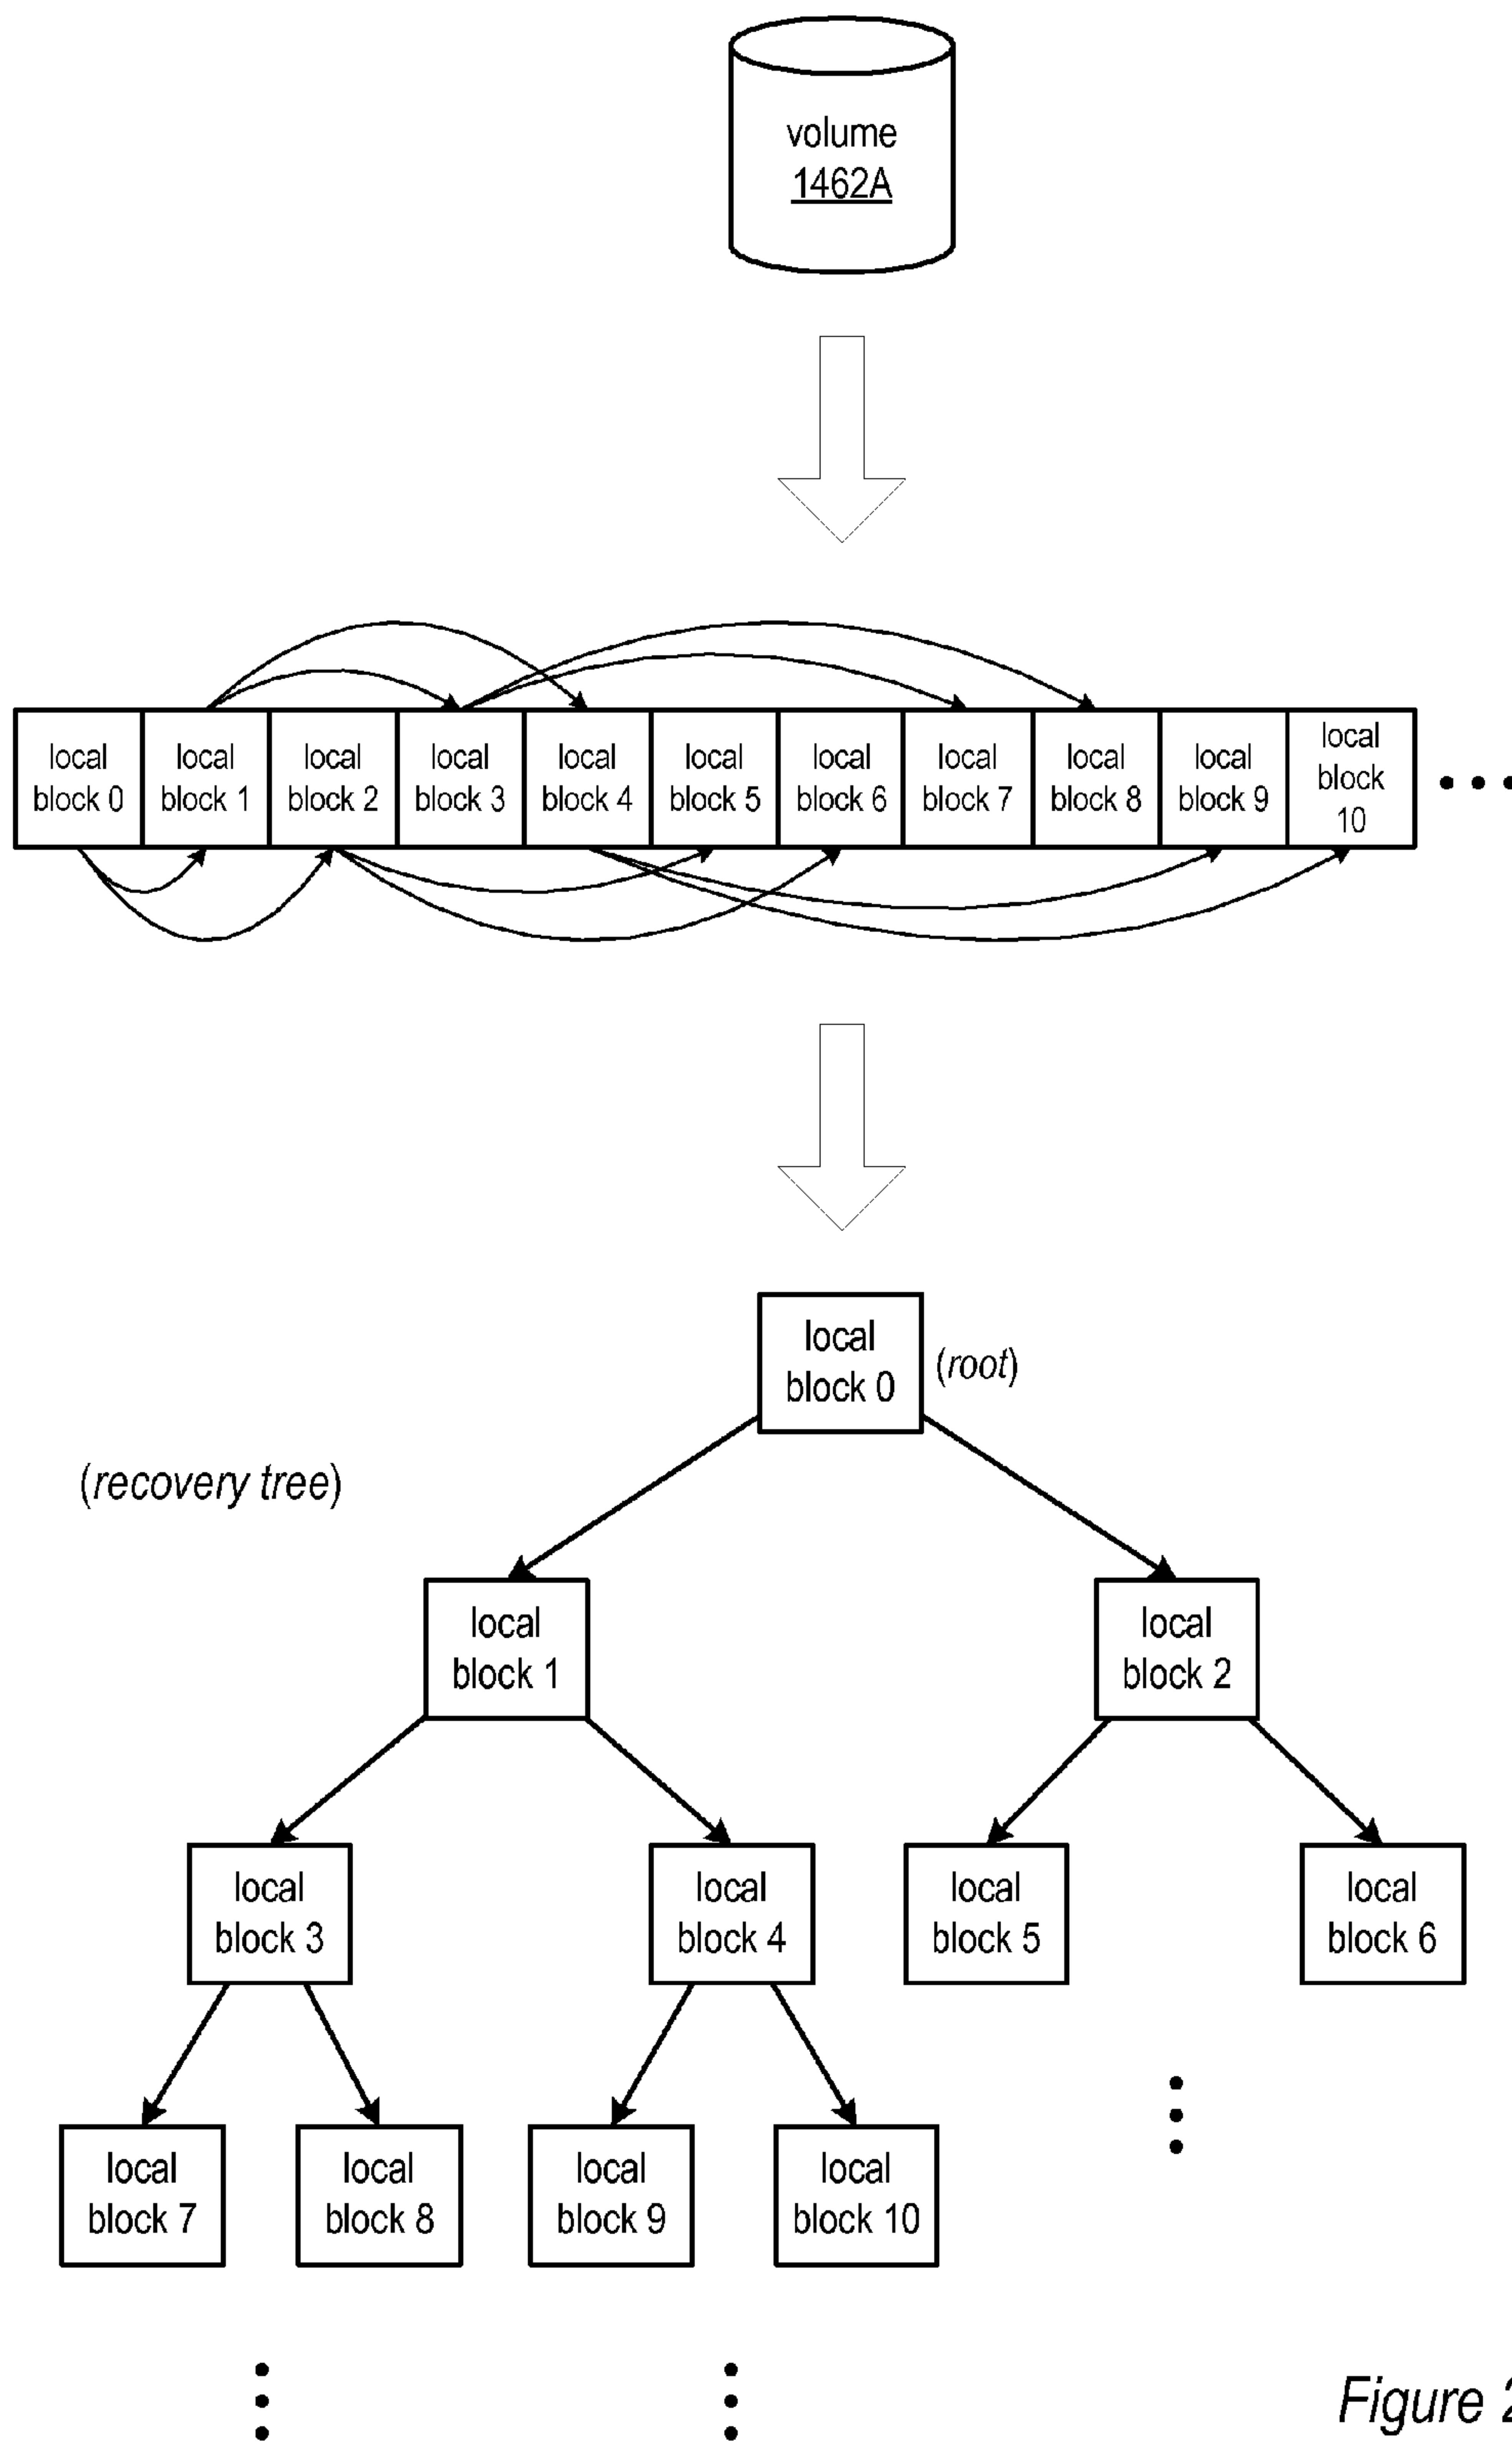 volume
1462A
local local local local local local local local local local local
block 0 block 1 block 2 block 3 block 4 block 5 block 6 block 7 block 8 block 9 block
10
local
block 0
(root)
(recovery tree)
local local
block 1 block 2
local local local local
block 3 block 4 block 5 block 6
local local local local
block 7 block 8 block 9 block 10
Figure